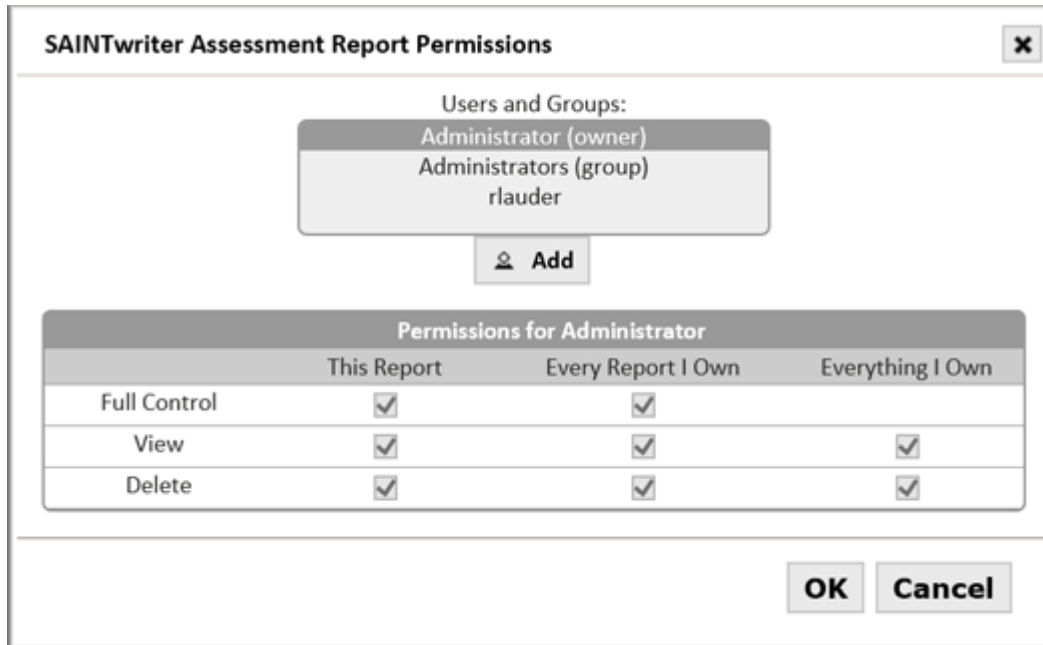 SAINTwriter Assessment Report Permissions
Users and Groups:
Administrator (owner)
Administrators (group)
rlauder
Add
Permissions for Administrator
This Report Every Report I Own Everything I Own
Full Control
View
Delete
OK Cancel